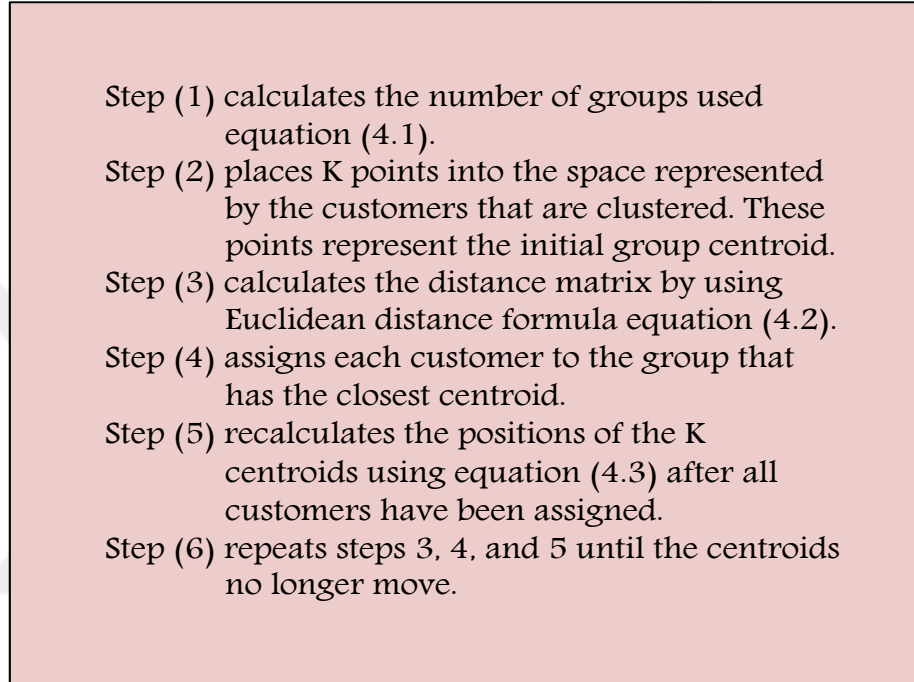 Step (1) calculates the number of groups used
equation (4.1).
Step (2) places K points into the space represented
by the customers that are clustered. These
points represent the initial group centroid.
Step (3) calculates the distance matrix by using
Euclidean distance formula equation (4.2).
Step (4) assigns each customer to the group that
has the closest centroid.
Step (5) recalculates the positions of the K
centroids using equation (4.3) after all
customers have been assigned.
Step (6) repeats steps 3, 4, and 5 until the centroids
no longer move.